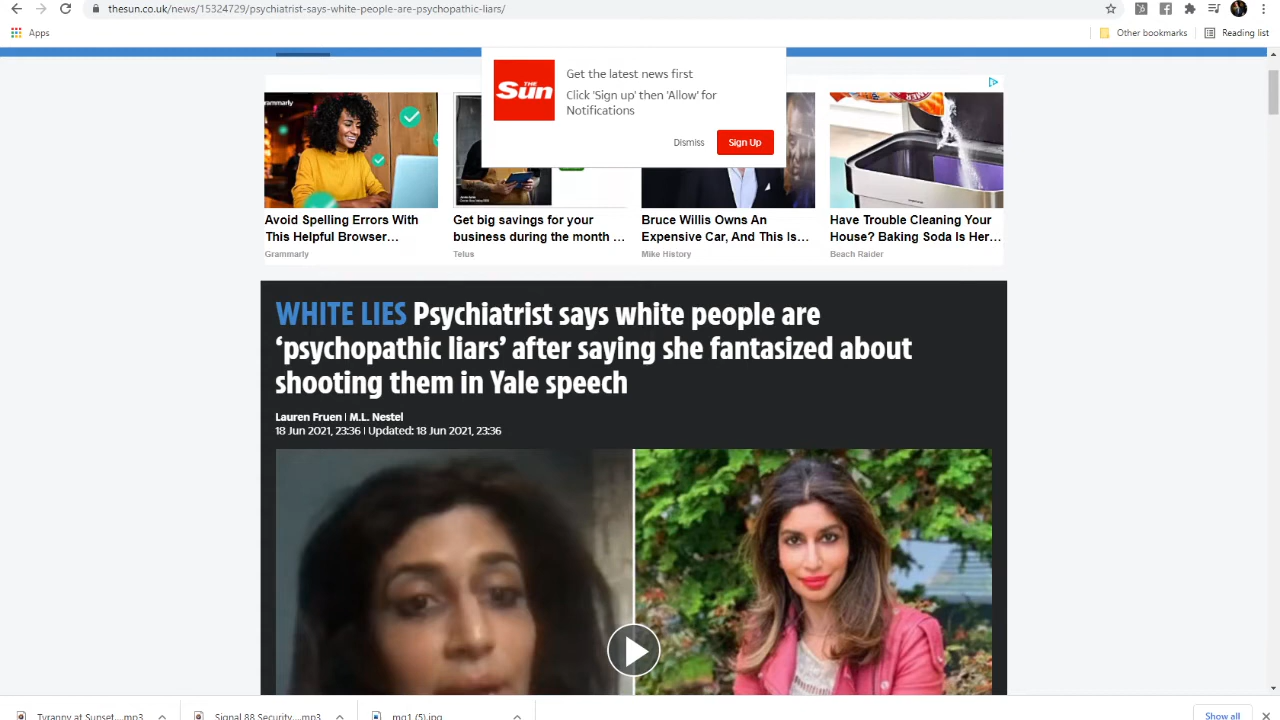 thesun.co.uk/news/15324729/psychiatrist-says-white-people-are-psychopathic-liars/
Apps
Other bookmarks
Reading list
THE
Sun
Get the latest news first
Click 'Sign up' then 'Allow' for
Notifications
Dismiss
Sign Up
grammarly
Avoid Spelling Errors With
This Helpful Browser...
Grammarly
Get big savings for your
business during the month ...
Telus
Bruce Willis Owns An
Expensive Car, And This Is...
Mike History
Have Trouble Cleaning Your
House? Baking Soda Is Her...
Beach Raider
WHITE LIES Psychiatrist says white people are
‘psychopathic liars’ after saying she fantasized about
shooting them in Yale speech
Lauren Fruen | M.L. Nestel
18 Jun 2021, 23:36 | Updated: 18 Jun 2021, 23:36
Tyranny at Sunset....mp3
Signal 88 Security....mp3
mg1 (5).jpg
Show all